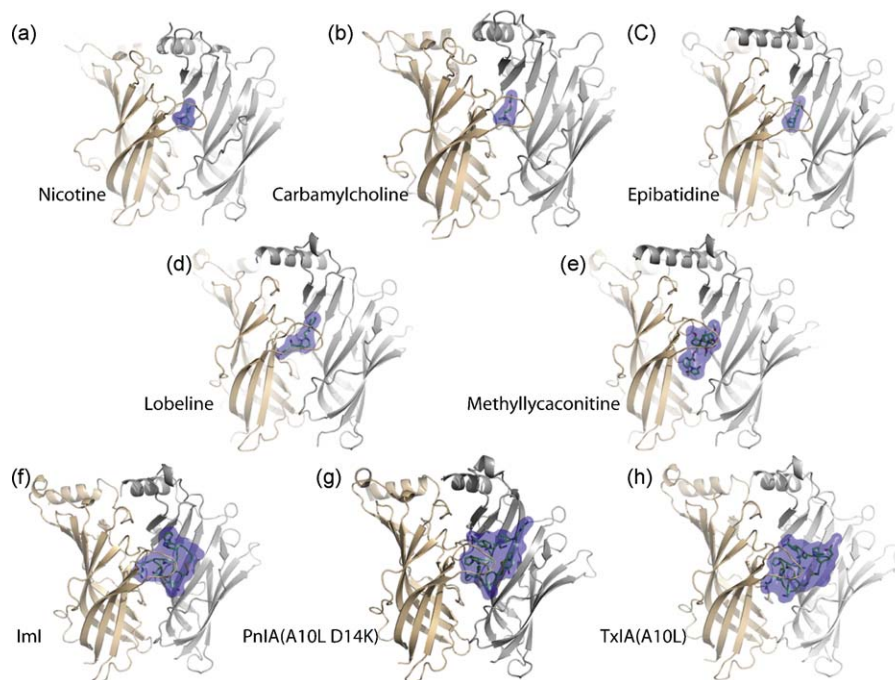 (a)
(b)
(C)
Nicotine
Carbamylcholine
Epibatidine
(d)
(e)
Lobeline
Methyllycaconitine
(f)
(g)
(h)
ImI
PnIA(A10L D14K)
TxIA(A10L)